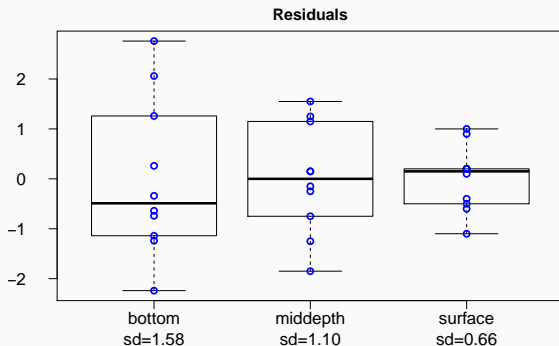 Residuals
2
1
0
−1
−2
bottom middepth surface
sd=1.58 sd=1.10 sd=0.66